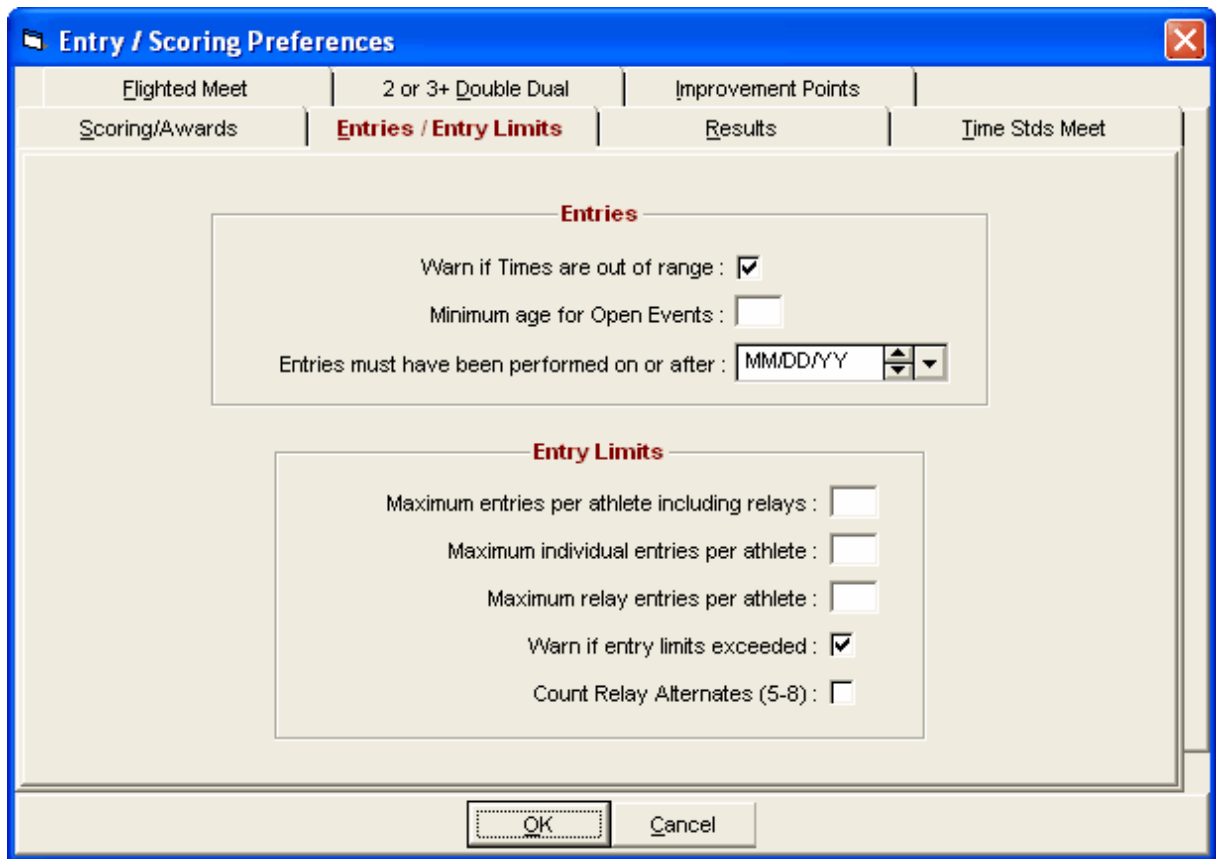 Entry / Scoring Preferences
Flighted Meet
2 or 3+ Double Dual
Improvement Points
Scoring/Awards
Entries / Entry Limits
Results
Time Stds Meet
Entries
Warn if Times are out of range :
Minimum age for Open Events :
Entries must have been performed on or after : MM/DD/YY
Entry Limits
Maximum entries per athlete including relays :
Maximum individual entries per athlete :
Maximum relay entries per athlete :
Warn if entry limits exceeded :
Count Relay Alternates (5-8) :
OK
Cancel